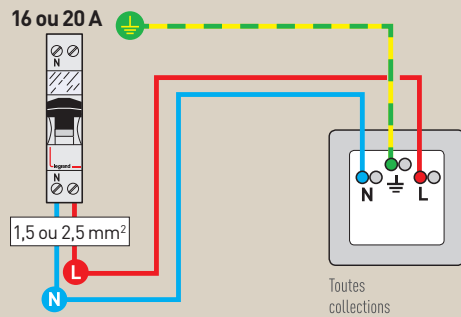 16 ou 20 A
N
legrand
N
1,5 ou 2,5 mm²
L
N
N
L
Toutes
collections